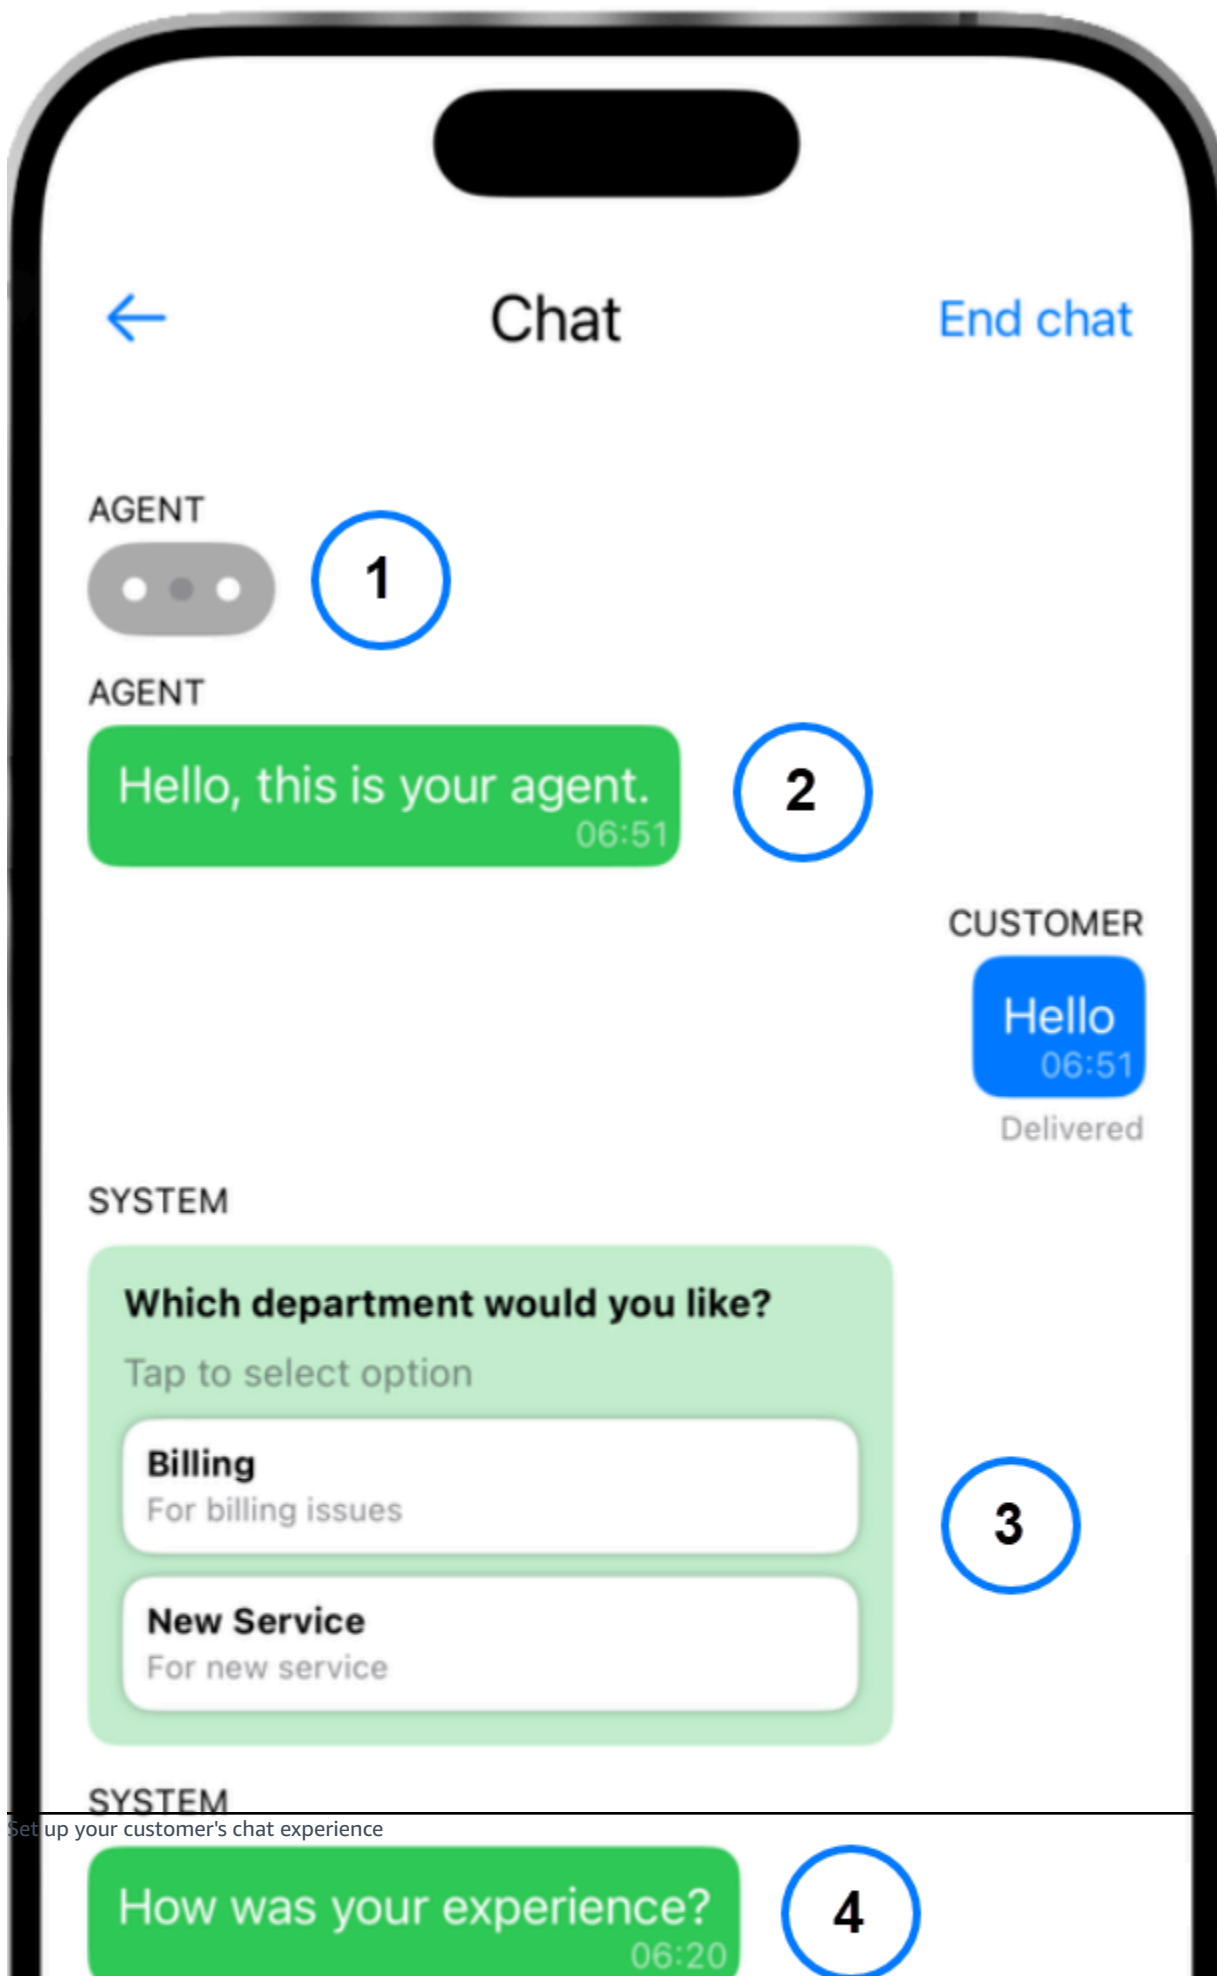 Chat
End chat
AGENT
1
AGENT
Hello, this is your agent.
06:51
2
CUSTOMER
Hello
06:51
Delivered
SYSTEM
Which department would you like?
Tap to select option
Billing
For billing issues
New Service
For new service
3
SYSTEM
Set up your customer's chat experience
How was your experience?
06:20
4